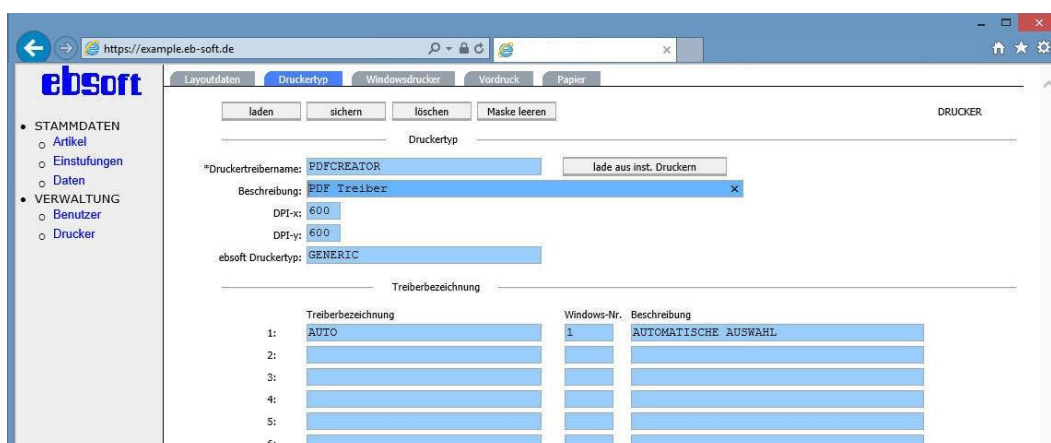 https://example.eb-soft.de
ebsoft
STAMMDATEN
Artikel
Einstufungen
Daten
VERWALTUNG
Benutzer
Drucker
Layoutdaten Druckertyp Windowsdrucker Vordruck Papier
laden sichern löschen Maske leeren DRUCKER
Druckertyp
*Druckertreibername: PDFCREATOR lade aus inst. Druckern
Beschreibung: PDF Treiber
DPI-x: 600
DPI-y: 600
ebsoft Druckertyp: GENERIC
Treiberbezeichnung
Treiberbezeichnung Windows-Nr. Beschreibung
1: AUTO 1 AUTOMATISCHE AUSWAHL
2:
3:
4:
5:
6: